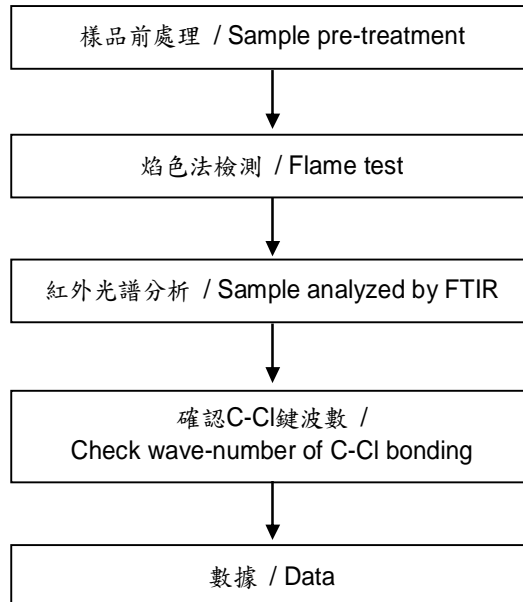 樣品前處理 / Sample pre-treatment
焰色法檢測 / Flame test
紅外光譜分析 / Sample analyzed by FTIR
確認C-Cl鍵波數 /
Check wave-number of C-Cl bonding
數據 / Data